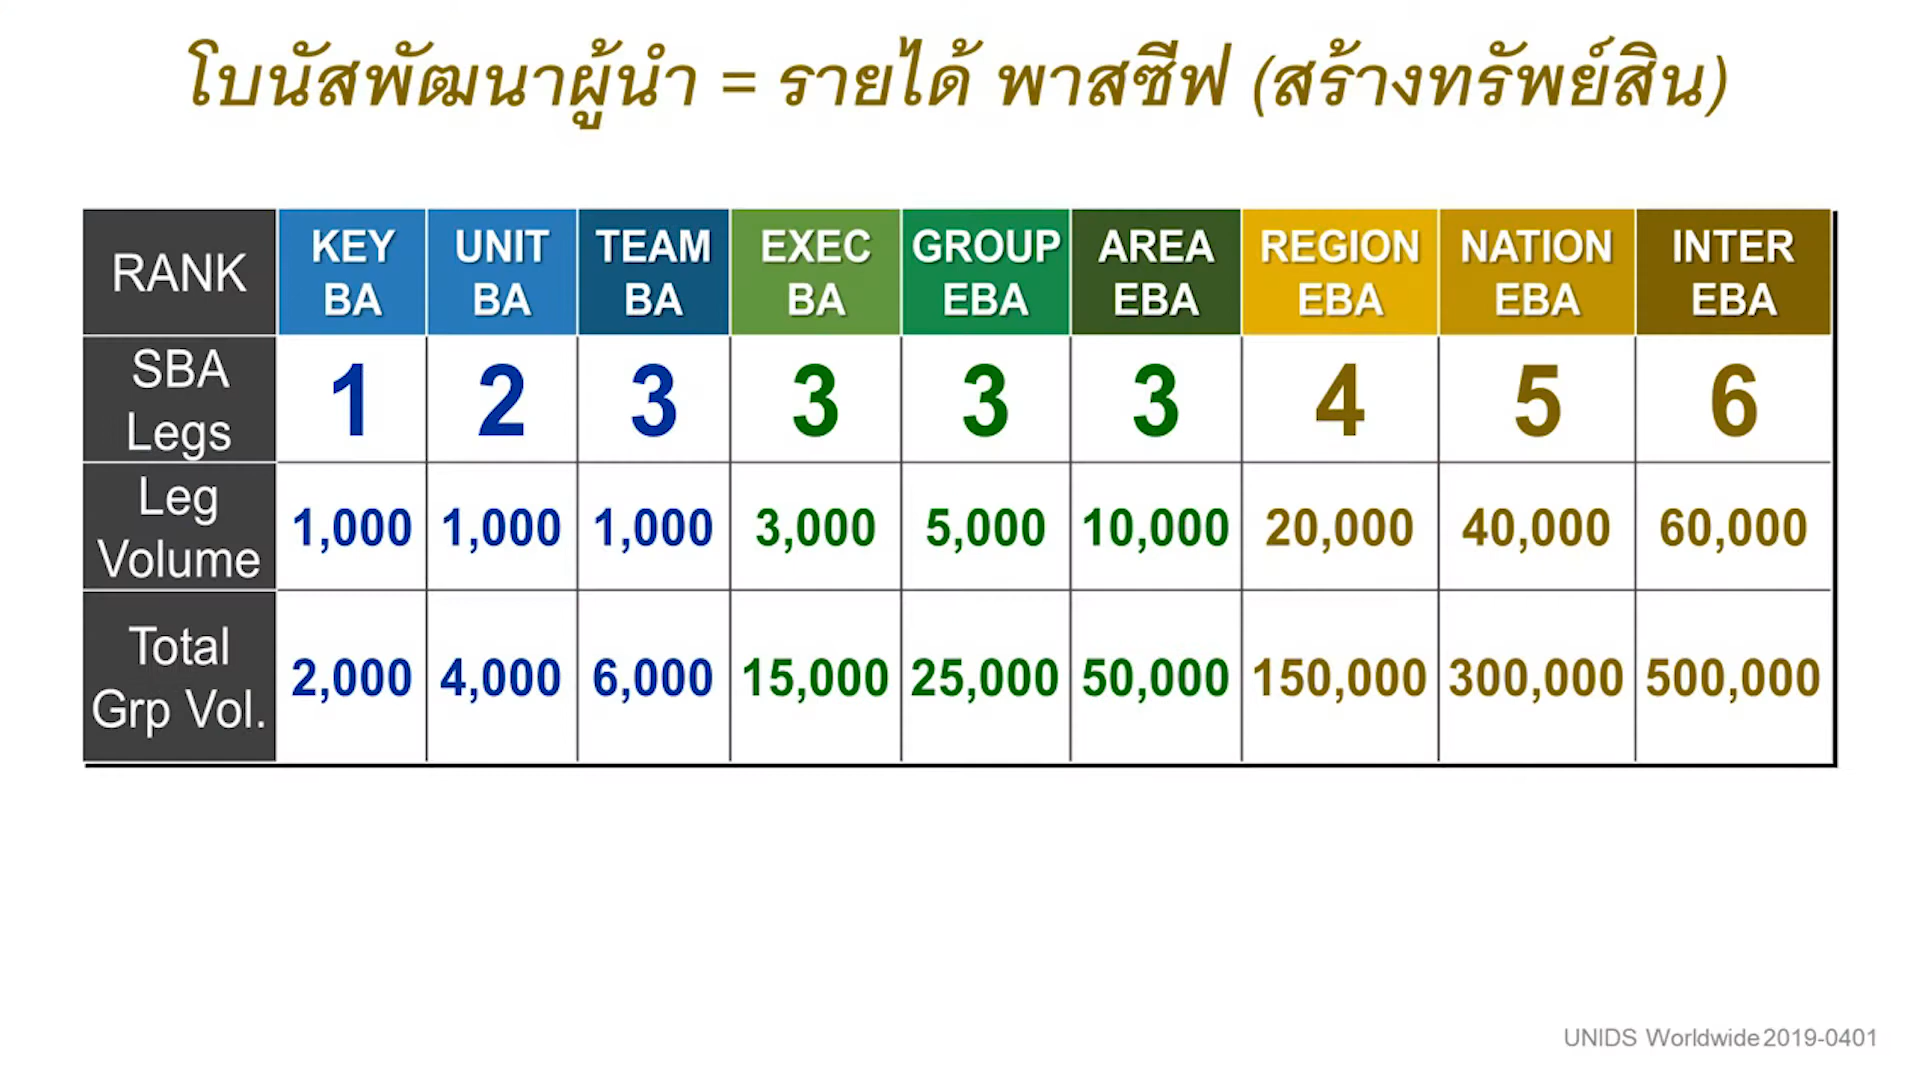 โบนัสพัฒนาผู้นำ = รายได้ พาสซีฟ (สร้างทรัพย์สิน)
RANK KEY BA UNIT BA TEAM BA EXEC BA GROUP EBA AREA EBA REGION EBA NATION EBA INTER EBA
SBA Legs 1 2 3 3 3 3 4 5 6
Leg Volume 1,000 1,000 1,000 3,000 5,000 10,000 20,000 40,000 60,000
Total Grp Vol. 2,000 4,000 6,000 15,000 25,000 50,000 150,000 300,000 500,000
UNIDS Worldwide 2019-0401